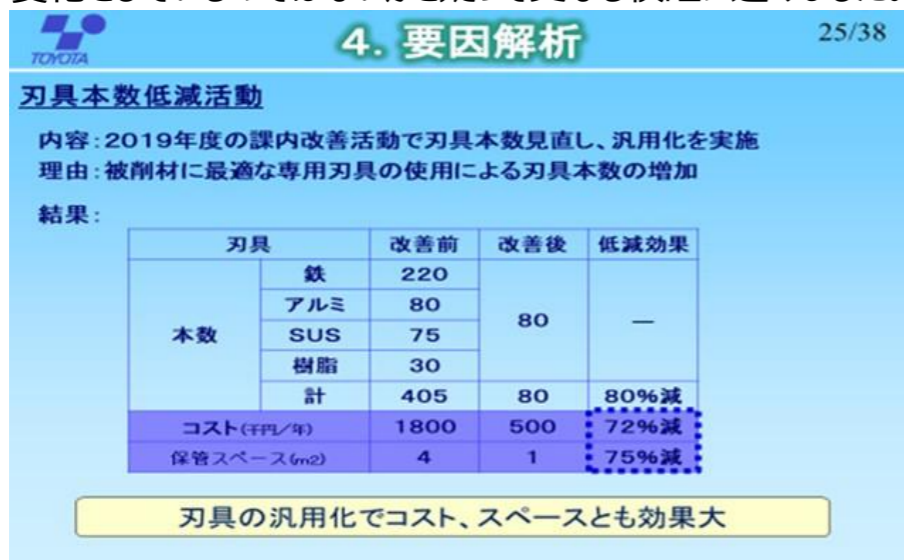 TOYOTA
4. 要因解析
25/38
刃具本数低減活動
内容:2019年度の課内改善活動で刃具本数見直し、汎用化を実施
理由:被削材に最適な専用刃具の使用による刃具本数の増加
結果:
刃具 改善前 改善後 低減効果
本数 鉄 220 80 —
アルミ 80
SUS 75
樹脂 30
計 405 80 80%減
コスト(千円/年) 1800 500 72%減
保管スペース(m2) 4 1 75%減
刃具の汎用化でコスト、スペースとも効果大